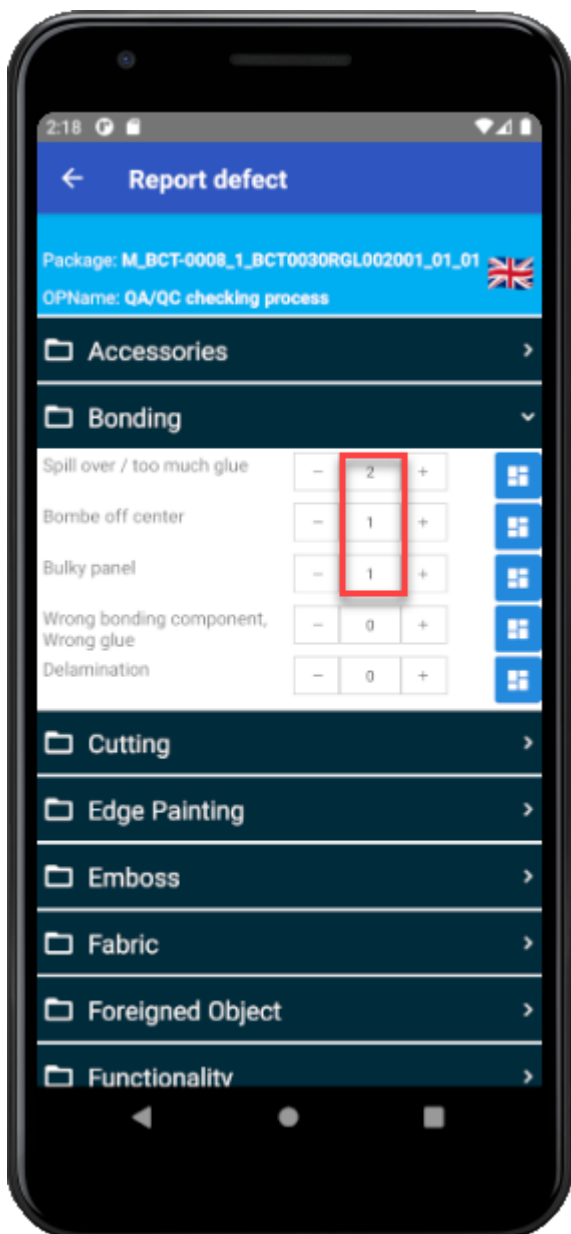 2:18
Report defect
Package: M_BCT-0008_1_BCT0030RGL002001_01_01
OPName: QA/QC checking process
Accessories
Bonding
Spill over / too much glue - 2 +
Bombe off center - 1 +
Bulky panel - 1 +
Wrong bonding component,
Wrong glue - 0 +
Delamination - 0 +
Cutting
Edge Painting
Emboss
Fabric
Foreigned Object
Functionality